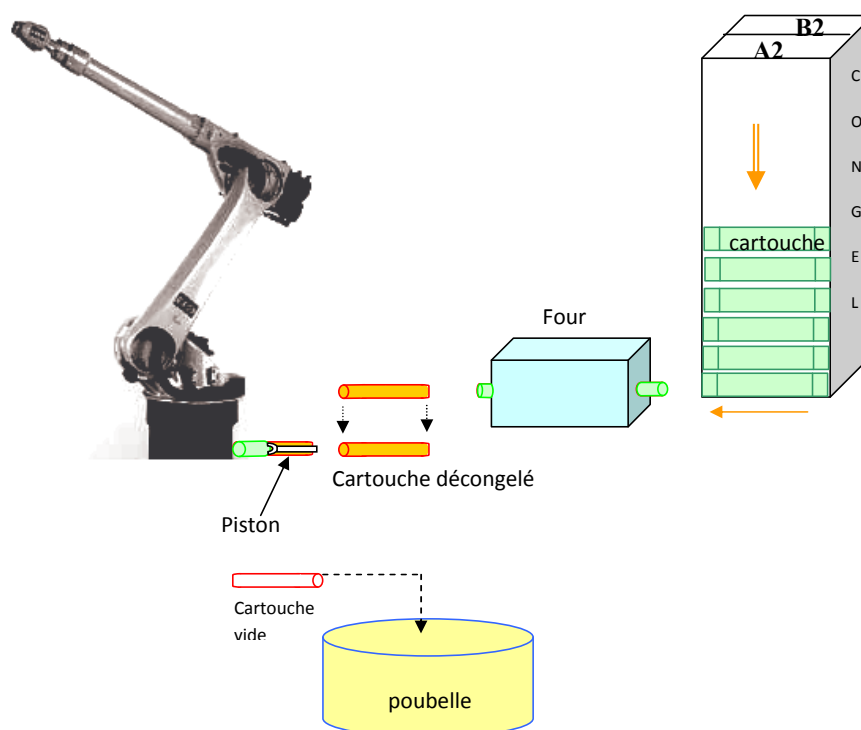 B2
A2
C
O
N
G
E
L
cartouche
Four
Cartouche décongelé
Piston
Cartouche
vide
poubelle